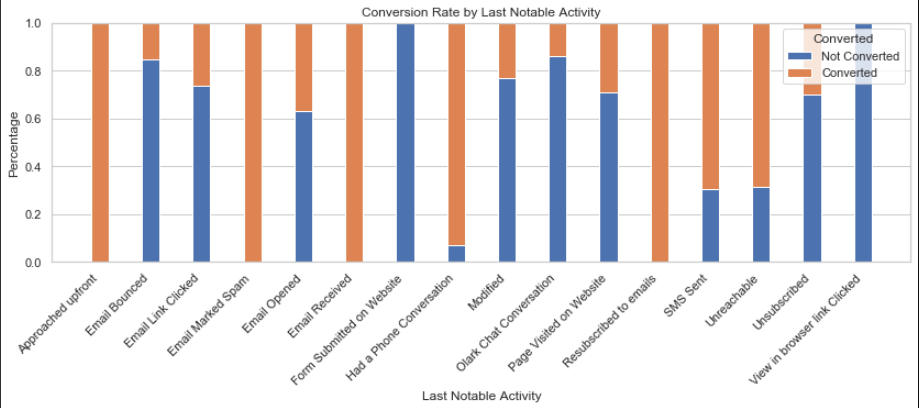 Conversion Rate by Last Notable Activity
Percentage
1.0
0.8
0.6
0.4
0.2
0.0
Converted
Not Converted
Converted
Approached upfront
Email Bounced
Email Link Clicked
Email Marked Spam
Email Opened
Email Received
Form Submitted on Website
Had a Phone Conversation
Modified
Olark Chat Conversation
Page Visited on Website
Resubscribed to emails
SMS Sent
Unreachable
Unsubscribed
View in browser link Clicked
Last Notable Activity